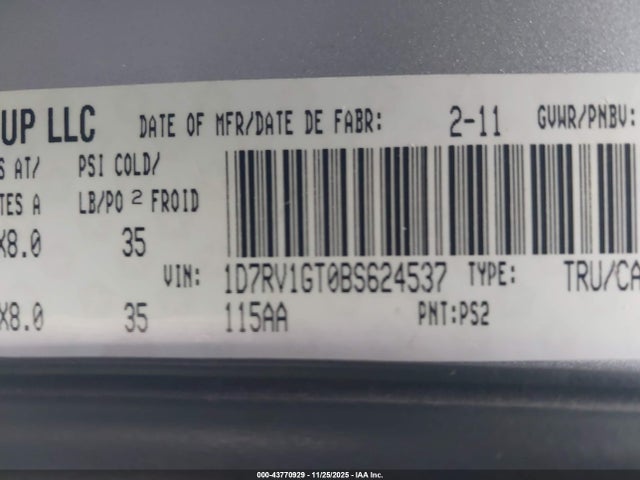 UP LLC DATE OF MFR/DATE DE FABR: 2-11 GVWR/PNBV:
S AT/ PSI COLD/
TES A LB/PO 2 FROID
X8.0 35
VIN: 1D7RV1GT0BS624537 TYPE: TRU/CA
X8.0 35 115AA PNT:PS2
000-43770929 - 11/25/2025 - IAA Inc.